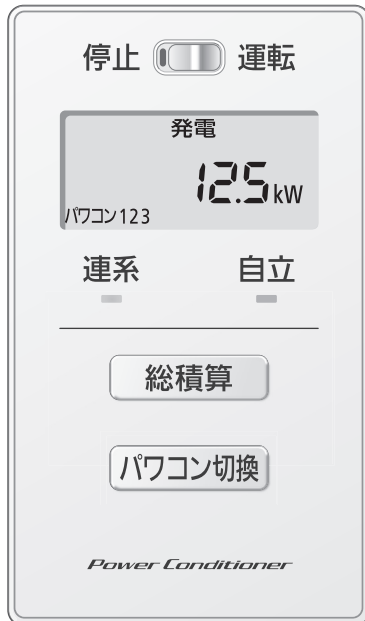 停止 運転
発電
12.5kW
パワコン123
連系 自立
総積算
パワコン切換
Power Conditioner